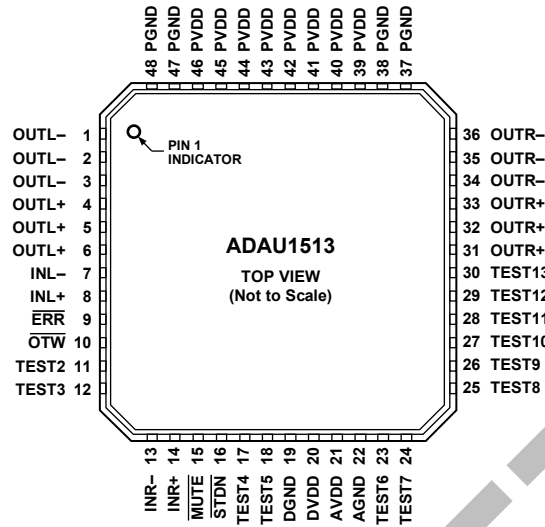 48 PGND
47 PGND
46 PVDD
45 PVDD
44 PVDD
43 PVDD
42 PVDD
41 PVDD
40 PVDD
39 PVDD
38 PGND
37 PGND
OUTL– 1
OUTL– 2
OUTL– 3
OUTL+ 4
OUTL+ 5
OUTL+ 6
INL– 7
INL+ 8
ERR 9
OTW 10
TEST2 11
TEST3 12
PIN 1
INDICATOR
ADAU1513
TOP VIEW
(Not to Scale)
36 OUTR–
35 OUTR–
34 OUTR–
33 OUTR+
32 OUTR+
31 OUTR+
30 TEST13
29 TEST12
28 TEST11
27 TEST10
26 TEST9
25 TEST8
INR– 13
INR+ 14
MUTE 15
STDN 16
TEST4 17
TEST5 18
DGND 19
DVDD 20
AVDD 21
AGND 22
TEST6 23
TEST7 24